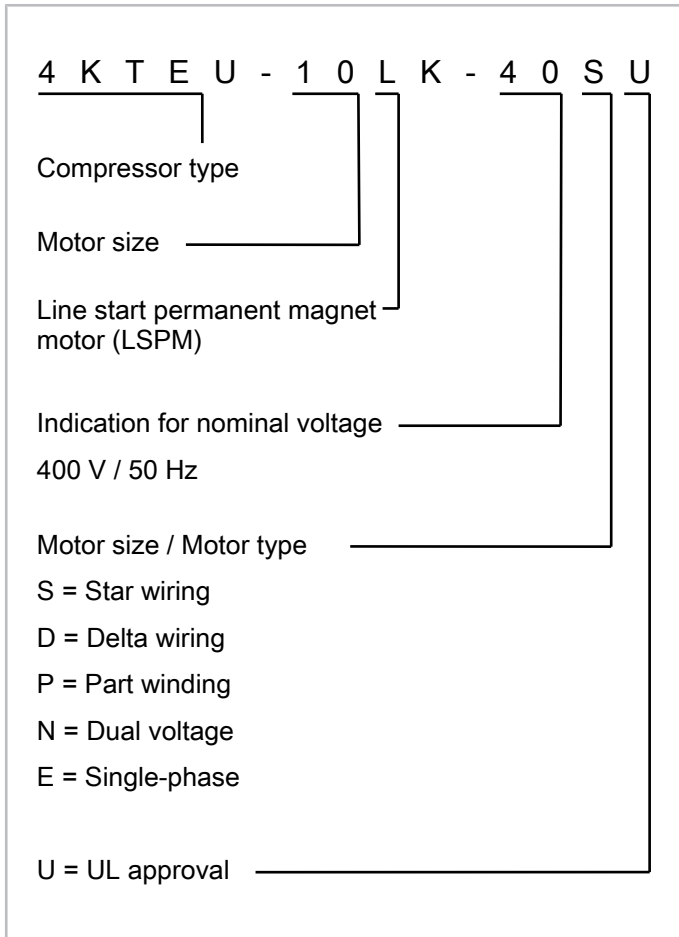 4 K T E U - 1 0 L K - 4 0 S U
Compressor type
Motor size
Line start permanent magnet
motor (LSPM)
Indication for nominal voltage
400 V / 50 Hz
Motor size / Motor type
S = Star wiring
D = Delta wiring
P = Part winding
N = Dual voltage
E = Single-phase
U = UL approval